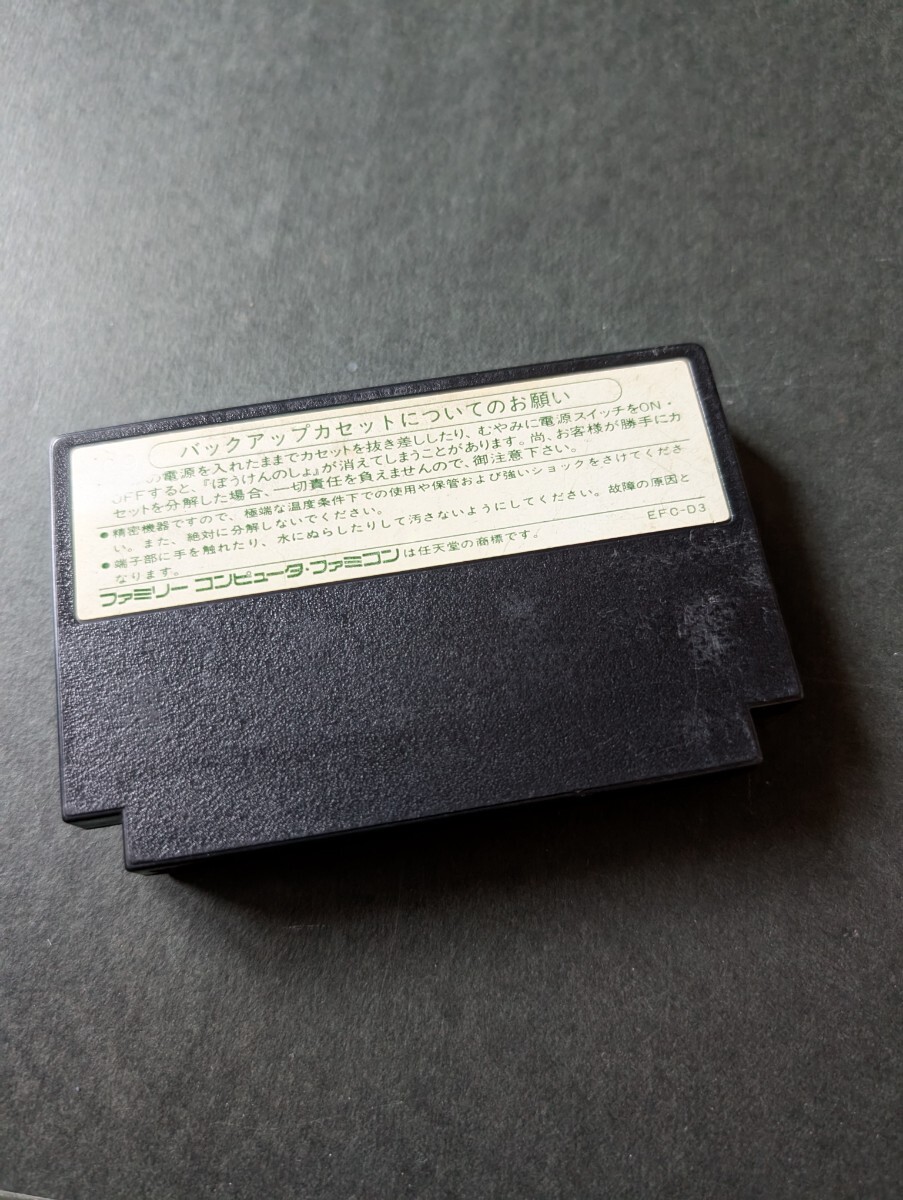 バックアップカセットについてのお願い
の電源を入れたままでカセットを抜き差ししたり、むやみに電源スイッチをON・
OFFすると、『ぼうけんのしょ』が消えてしまうことがあります。尚、お客様が勝手にカ
セットを分解した場合、一切責任を負えませんので、御注意下さい。
●精密機器ですので、極端な温度条件下での使用や保管および強いショックをさけてくださ
い。また、絶対に分解しないでください。
●端子部に手を触れたり、水にぬらしたりして汚さないようにしてください。故障の原因と
なります。
ファミリーコンピュータ・ファミコンは任天堂の商標です。
EFC-D3